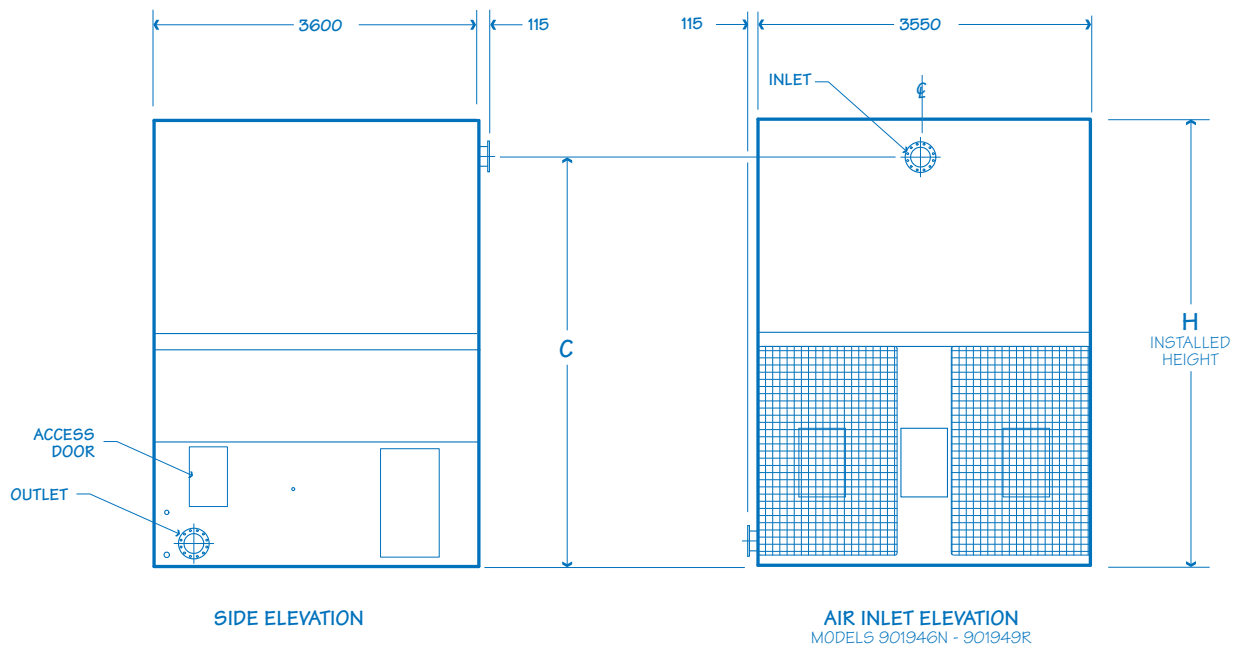 3600
115
115
3550
INLET
℄
C
H
INSTALLED
HEIGHT
ACCESS
DOOR
OUTLET
SIDE ELEVATION
AIR INLET ELEVATION
MODELS 901946N - 901949R